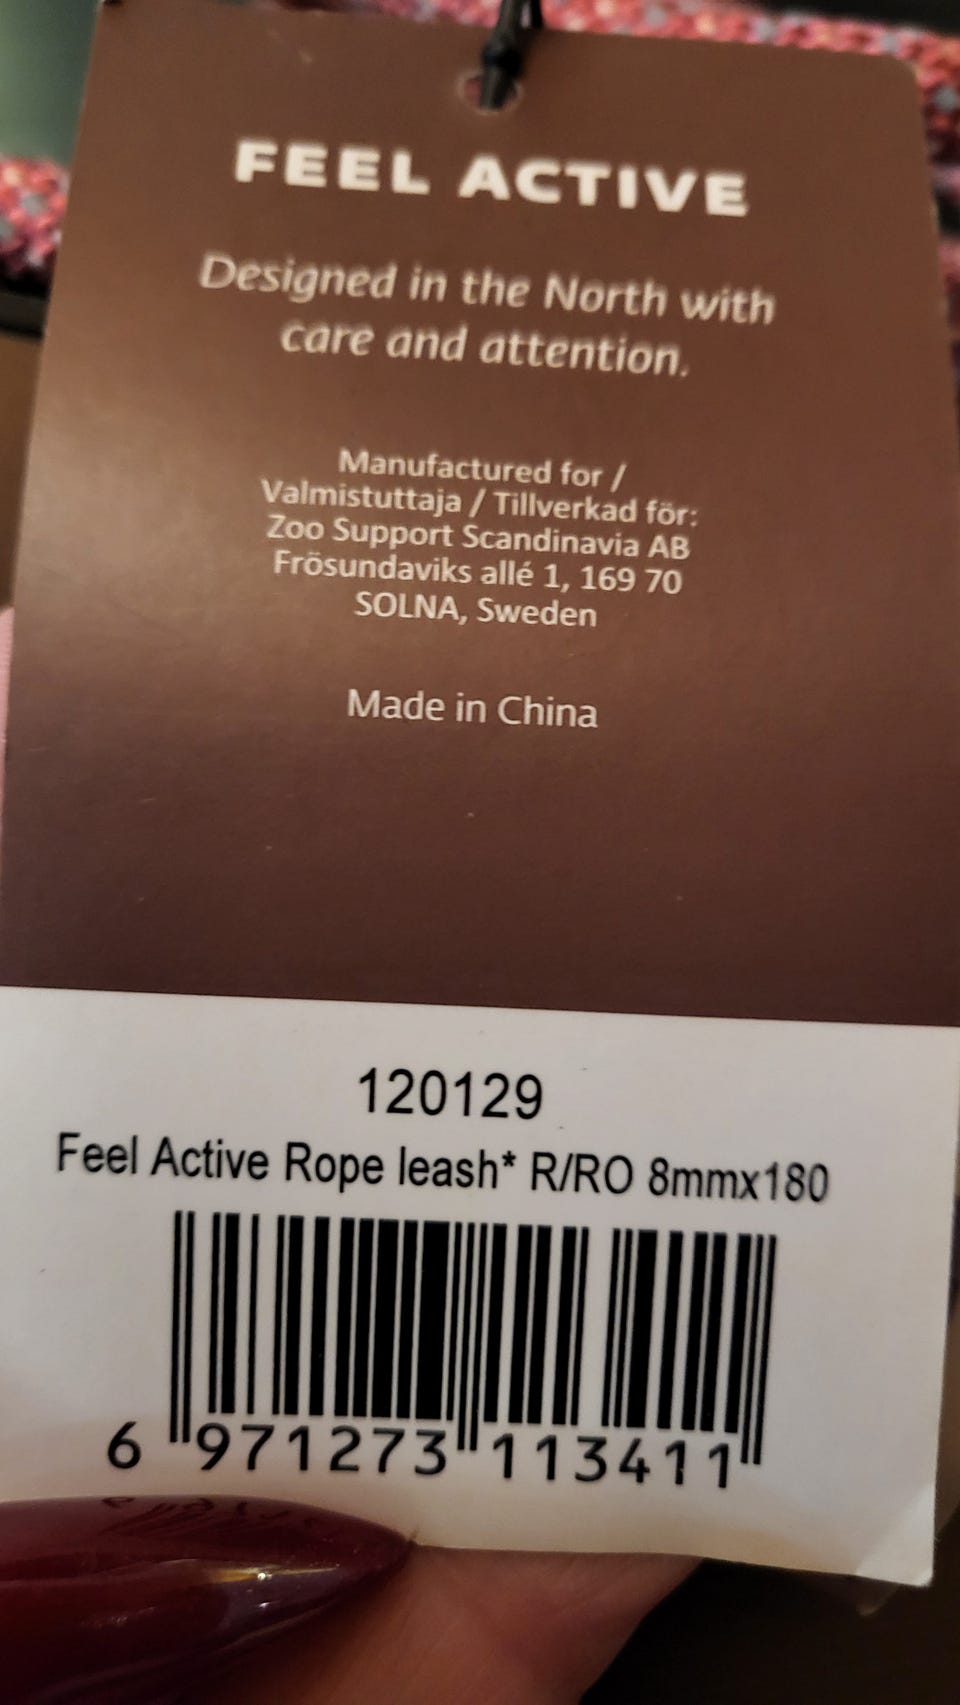 FEEL ACTIVE
Designed in the North with
care and attention.
Manufactured for /
Valmistuttaja / Tillverkad för:
Zoo Support Scandinavia AB
Frösundaviks allé 1, 169 70
SOLNA, Sweden
Made in China
120129
Feel Active Rope leash* R/RO 8mmx180
6 971273 113411